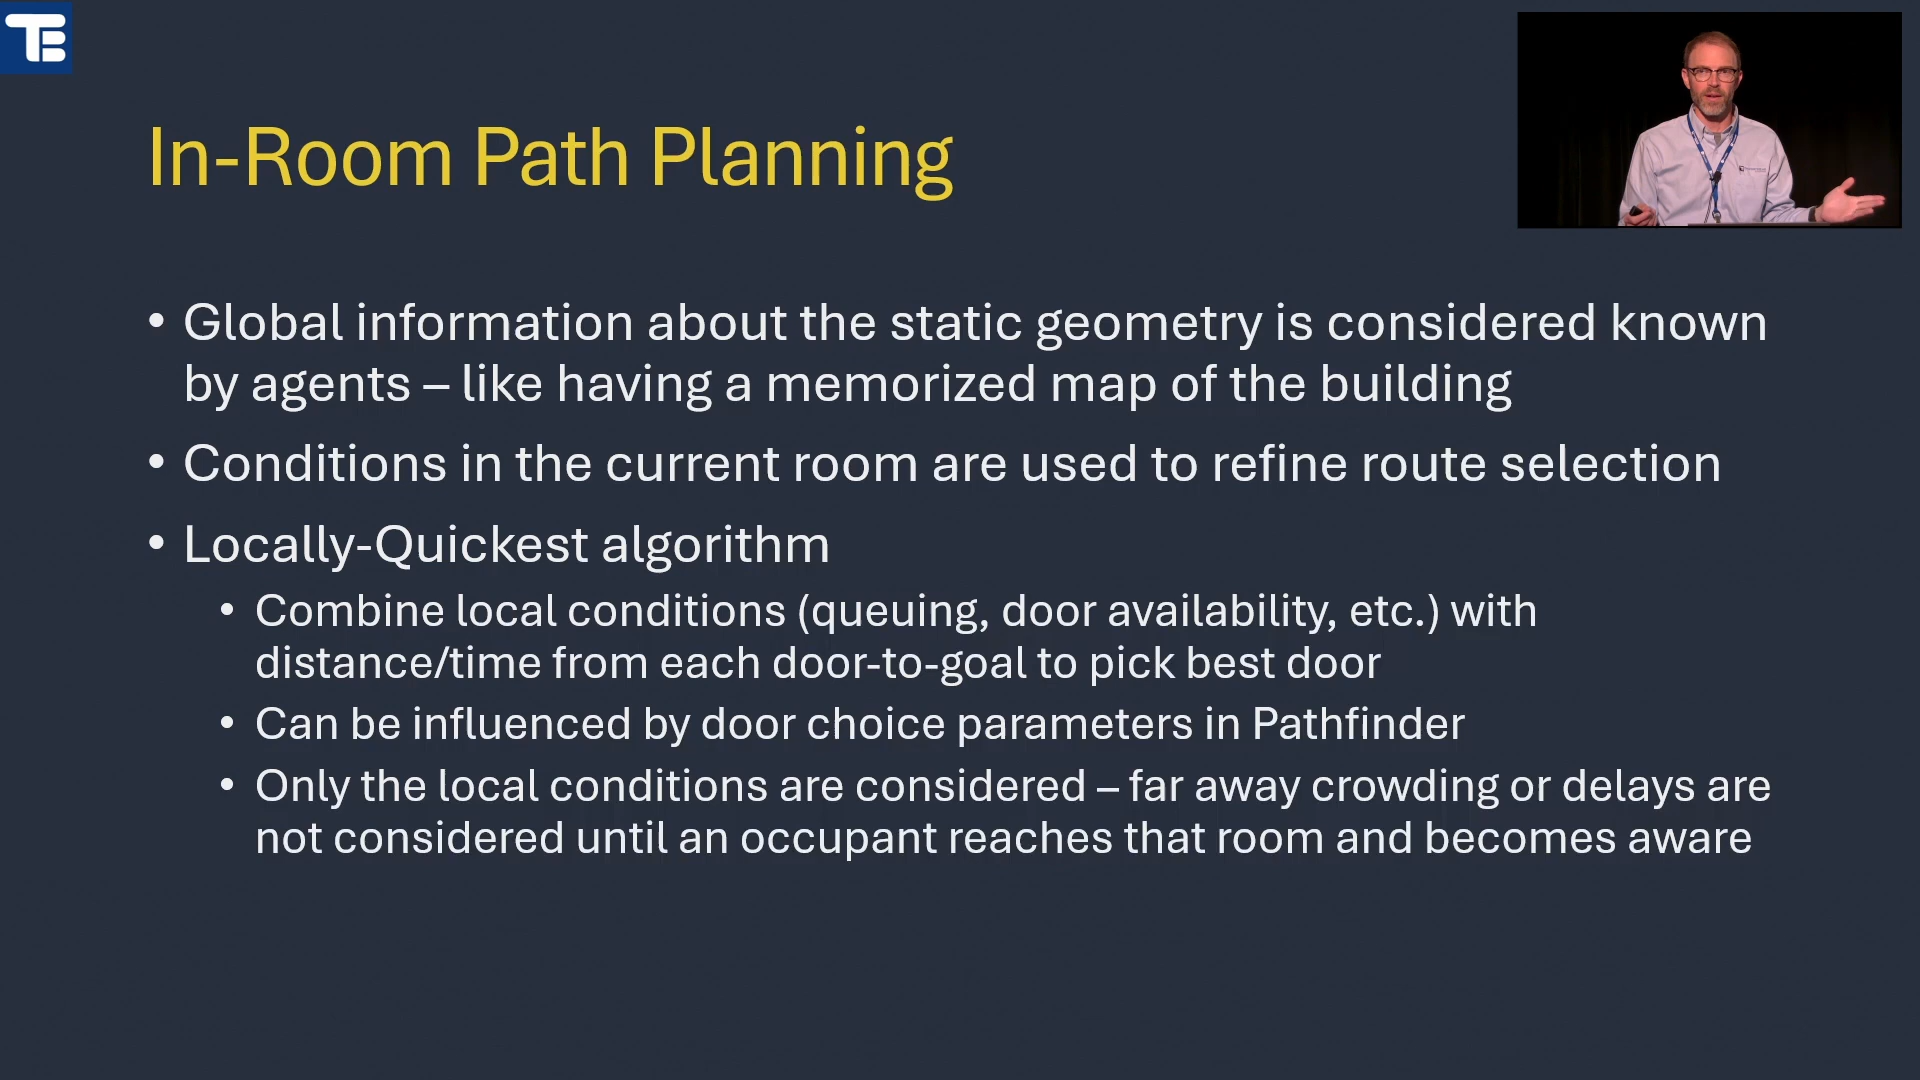 TE
In-Room Path Planning
• Global information about the static geometry is considered known
by agents – like having a memorized map of the building
• Conditions in the current room are used to refine route selection
• Locally-Quickest algorithm
• Combine local conditions (queuing, door availability, etc.) with
distance/time from each door-to-goal to pick best door
• Can be influenced by door choice parameters in Pathfinder
• Only the local conditions are considered – far away crowding or delays are
not considered until an occupant reaches that room and becomes aware